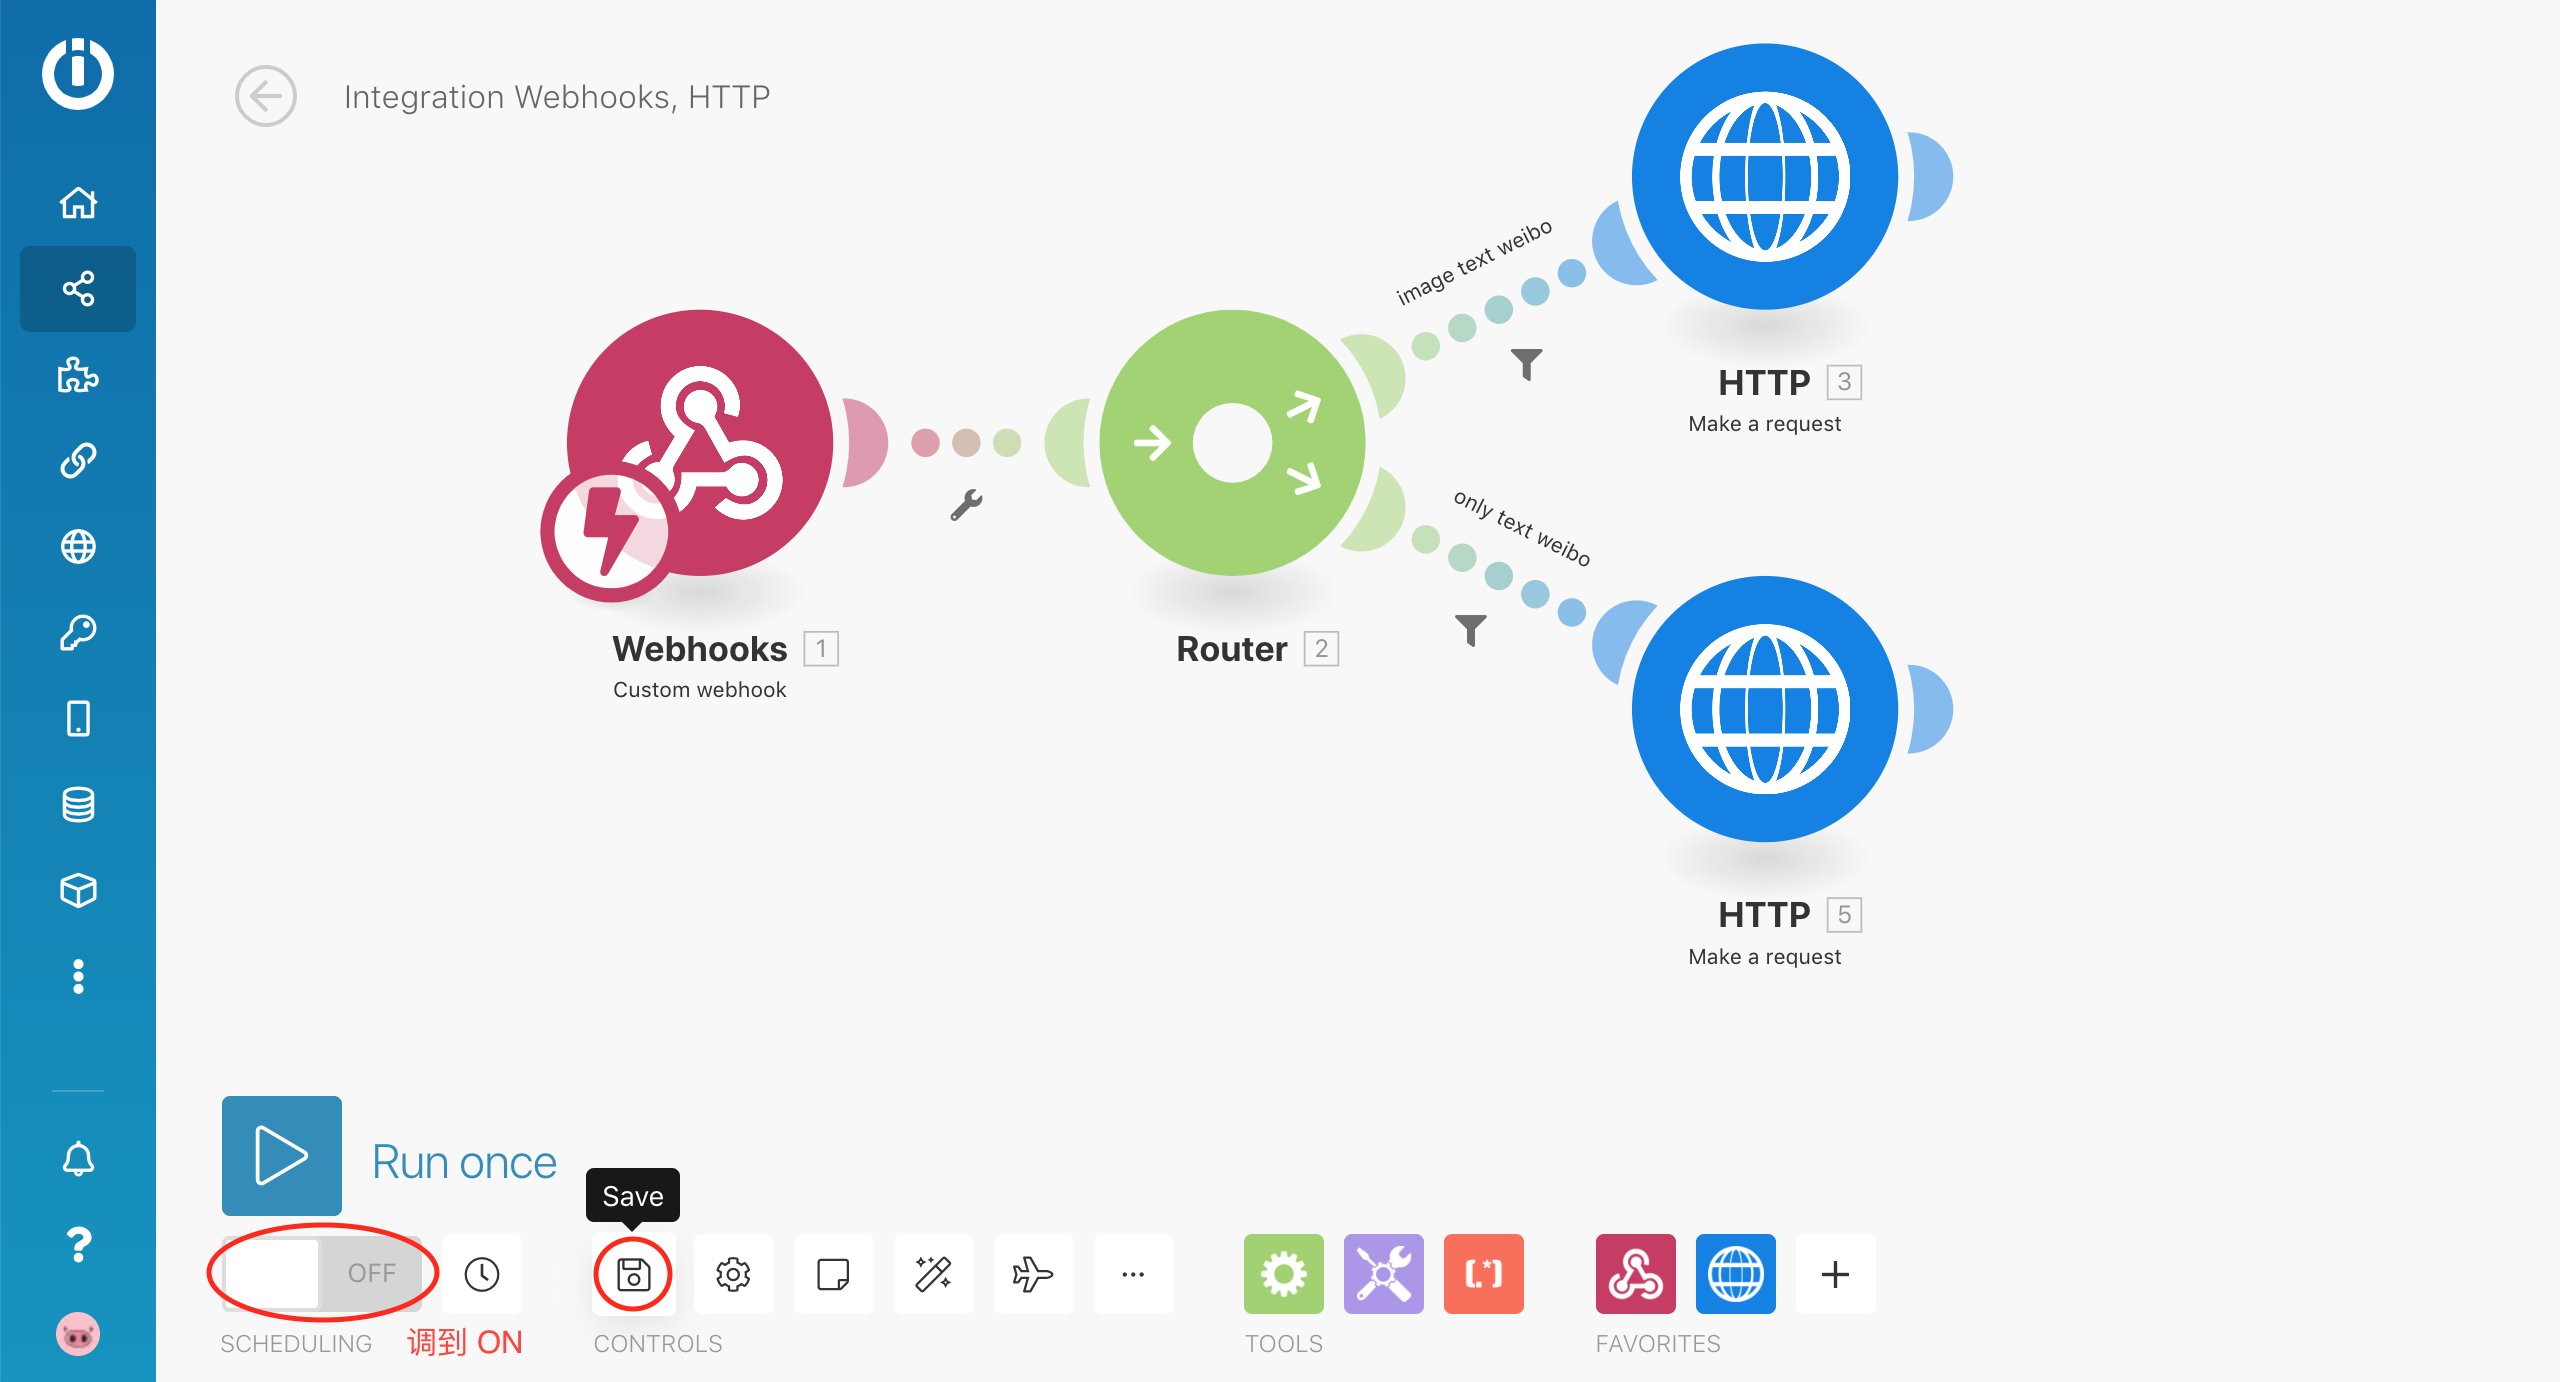 Integration Webhooks, HTTP
image text weibo
HTTP 3
Make a request
only text weibo
Webhooks 1
Custom webhook
Router 2
HTTP 5
Make a request
Run once
Save
OFF
[.*]
SCHEDULING
调到 ON
CONTROLS
TOOLS
FAVORITES